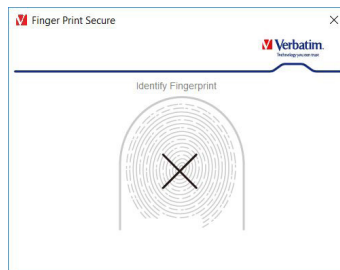 Finger Print Secure
Verbatim.
Technology you can trust
Identify Fingerprint